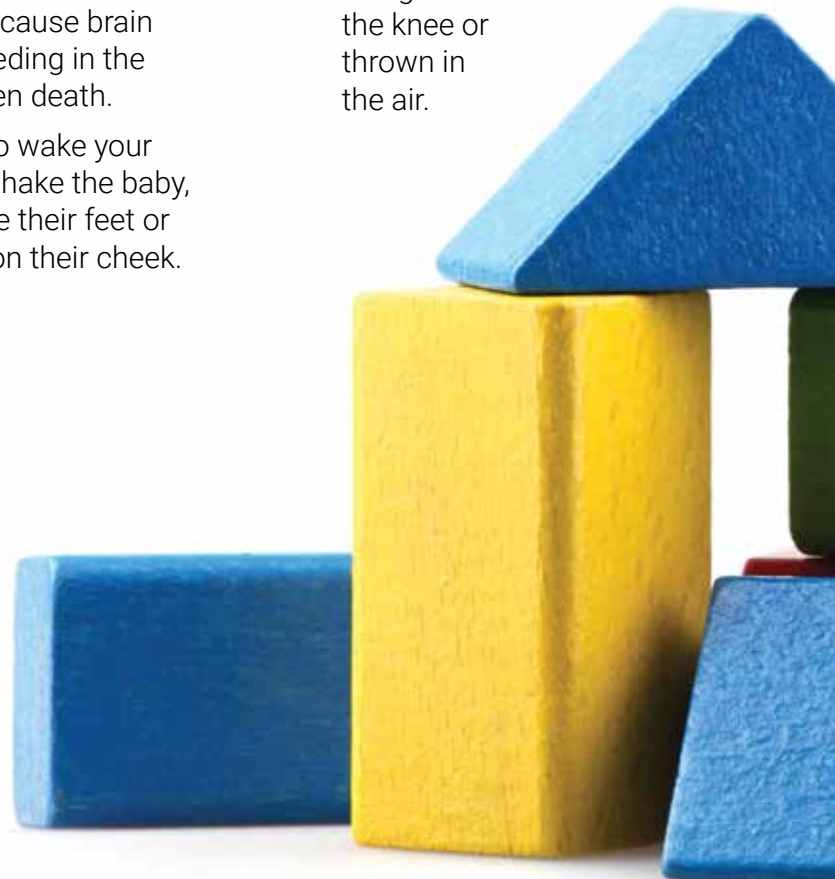 cause brain
eding in the
en death.
o wake your
hake the baby,
e their feet or
on their cheek.
the knee or
thrown in
the air.